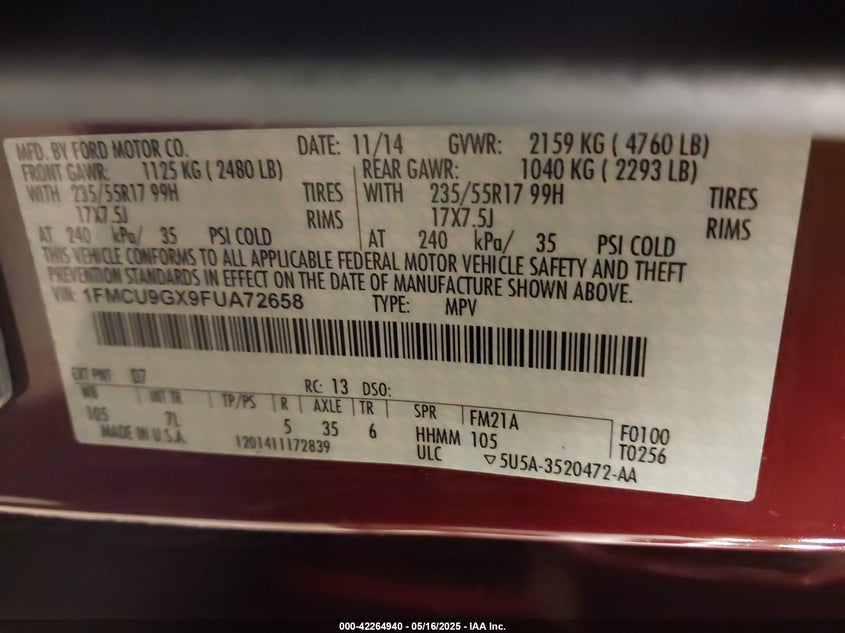 MFD. BY FORD MOTOR CO. DATE: 11/14 GVWR: 2159 KG ( 4760 LB)
FRONT GAWR: 1125 KG ( 2480 LB) REAR GAWR: 1040 KG ( 2293 LB)
WITH 235/55R17 99H TIRES WITH 235/55R17 99H TIRES
17X7.5J RIMS 17X7.5J RIMS
AT 240 kPa/ 35 PSI COLD AT 240 kPa/ 35 PSI COLD
THIS VEHICLE CONFORMS TO ALL APPLICABLE FEDERAL MOTOR VEHICLE SAFETY AND THEFT
PREVENTION STANDARDS IN EFFECT ON THE DATE OF MANUFACTURE SHOWN ABOVE.
VIN: 1FMCU9GX9FUA72658 TYPE: MPV
EXT PNT: D7 RC: 13 DSO:
WB INT TR TP/PS R AXLE TR SPR FM21A F0100
105 7L 5 35 6 HHMM 105 T0256
MADE IN U.S.A. 1201411172839 ULC ▽5U5A-3520472-AA
000-42264940 - 05/16/2025 - IAA Inc.